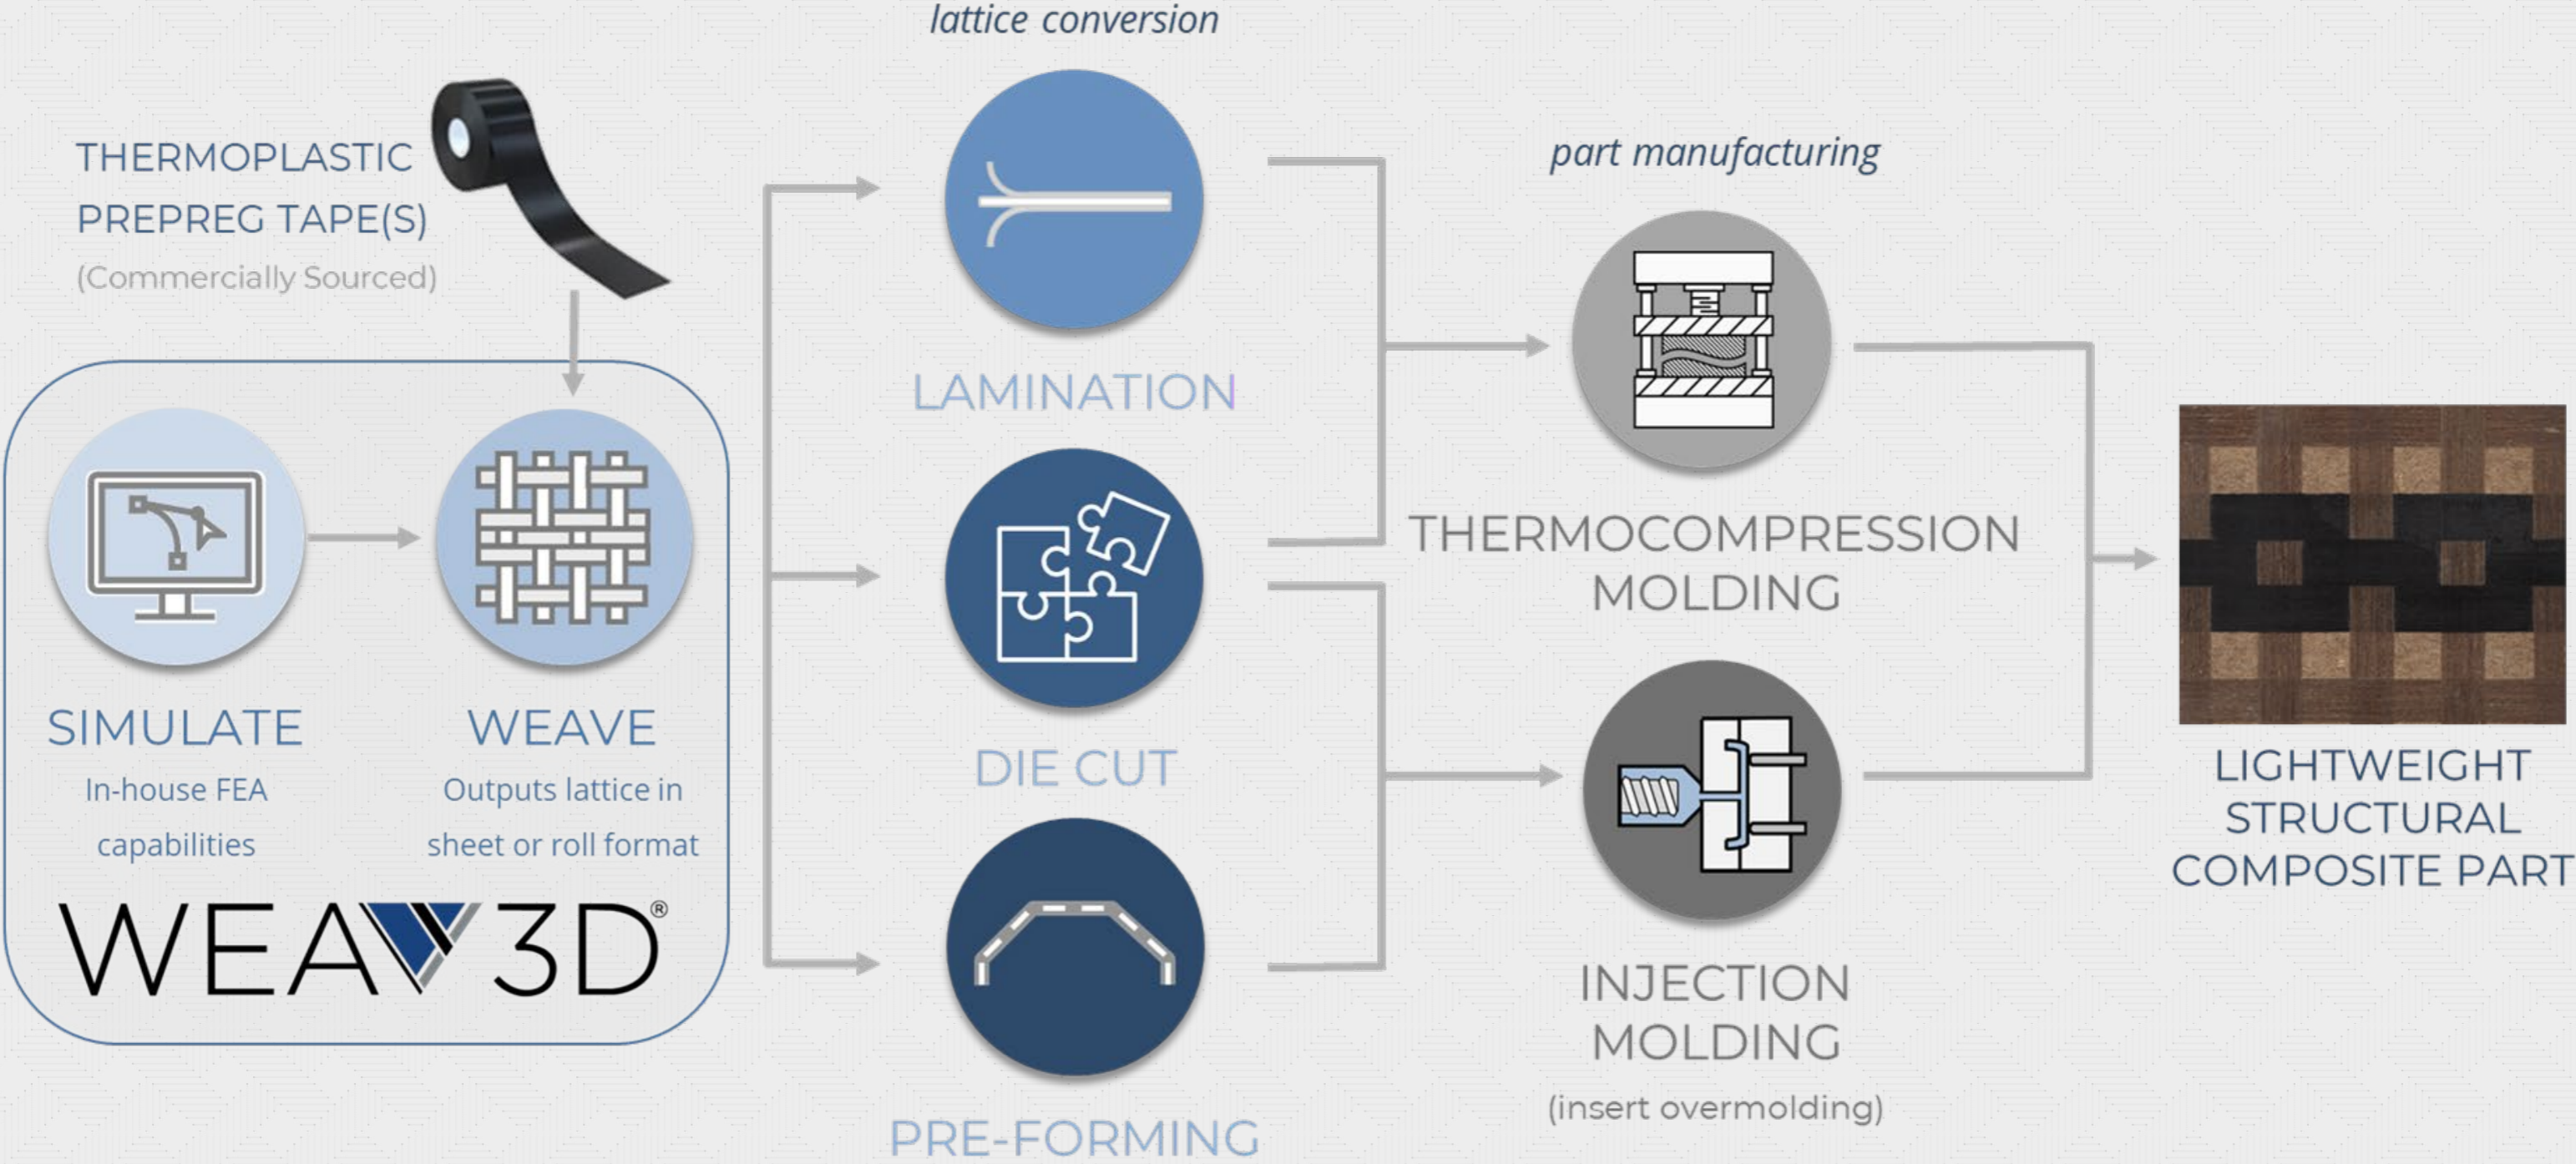 lattice conversion
THERMOPLASTIC
PREPREG TAPE(S)
(Commercially Sourced)
SIMULATE
In-house FEA
capabilities
WEAVE
Outputs lattice in
sheet or roll format
WEAV3D®
LAMINATION
DIE CUT
PRE-FORMING
part manufacturing
THERMOCOMPRESSION
MOLDING
INJECTION
MOLDING
(insert overmolding)
LIGHTWEIGHT
STRUCTURAL
COMPOSITE PART